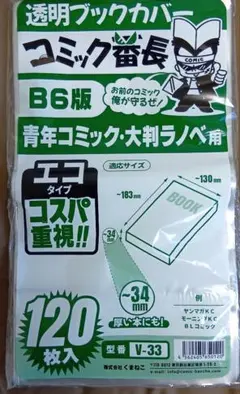 透明ブックカバー
コミック番長
COMIC
B6版
お前のコミック
俺が守るぜ!
青年コミック・大判ラノベ用
エコ
タイプ
コスパ
重視!!
適応サイズ
~130mm
~183mm
BOOK
~34mm
~34
mm
厚い本にも!
120
枚入
例
ヤンマガKC
モーニングKC
BLコミック
型番 V-33
株式会社くまねこ